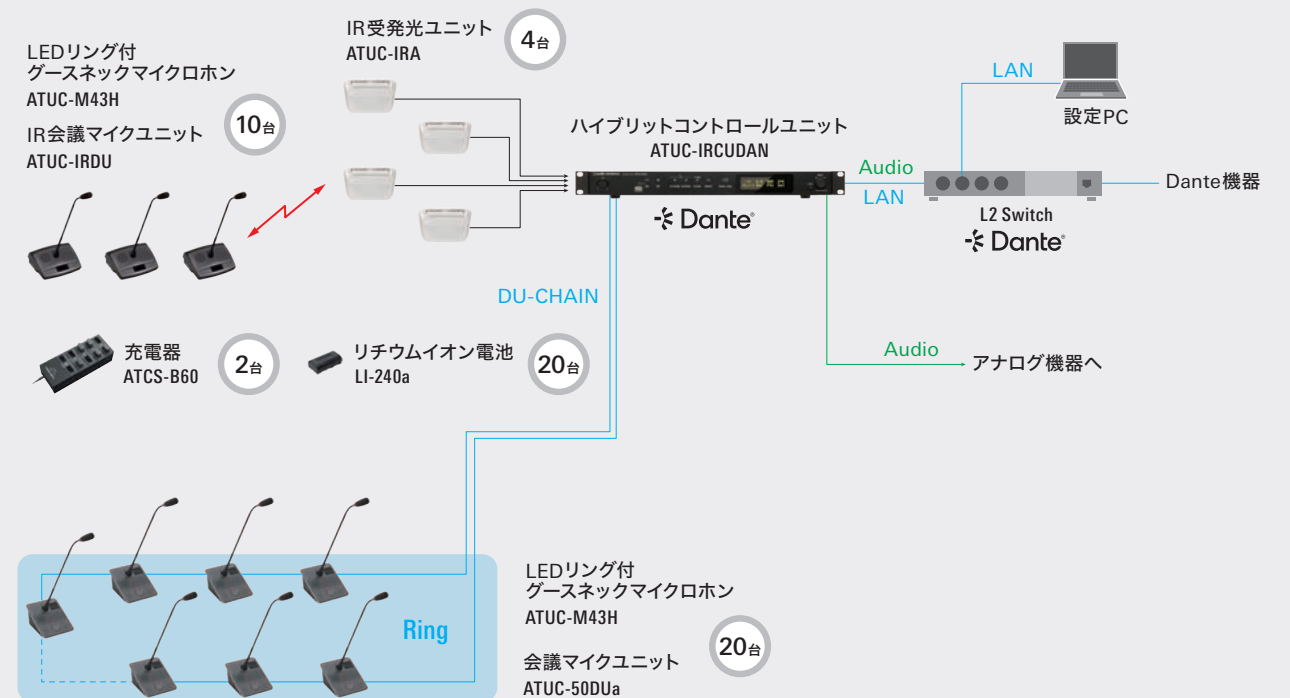 LEDリング付
グースネックマイクロホン
ATUC-M43H
IR会議マイクユニット
ATUC-IRDU
10台
IR受発光ユニット
ATUC-IRA
4台
ハイブリットコントロールユニット
ATUC-IRCUDAN
Dante®
LAN
設定PC
Audio
LAN
L2 Switch
Dante®
Dante機器
DU-CHAIN
Audio
アナログ機器へ
充電器
ATCS-B60
2台
リチウムイオン電池
LI-240a
20台
Ring
LEDリング付
グースネックマイクロホン
ATUC-M43H
会議マイクユニット
ATUC-50DUa
20台